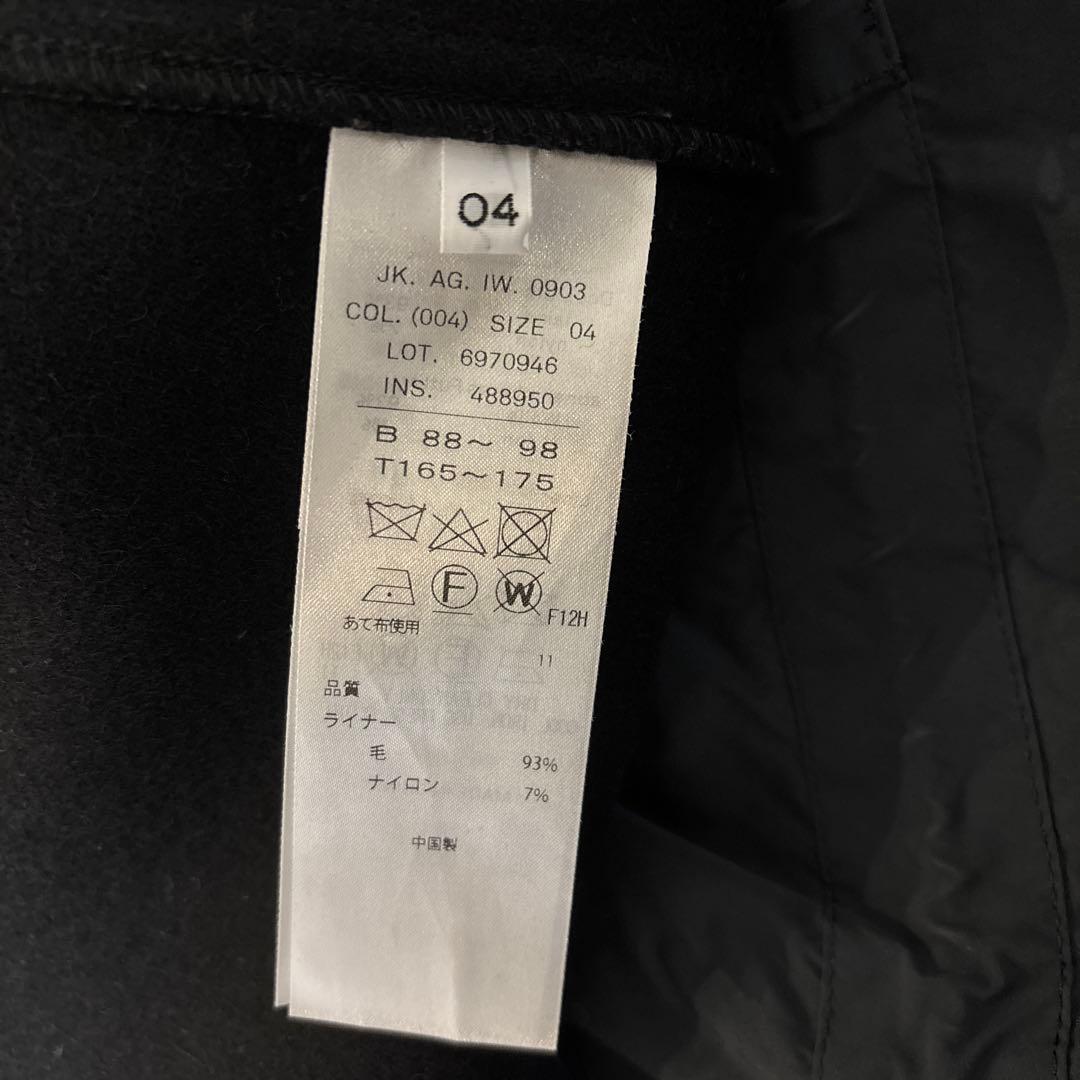 04
JK. AG. IW. 0903
COL. (004) SIZE 04
LOT. 6970946
INS. 488950
B 88～ 98
T165～175
F W F12H
あて布使用
11
品質
ライナー
毛 93%
ナイロン 7%
中国製